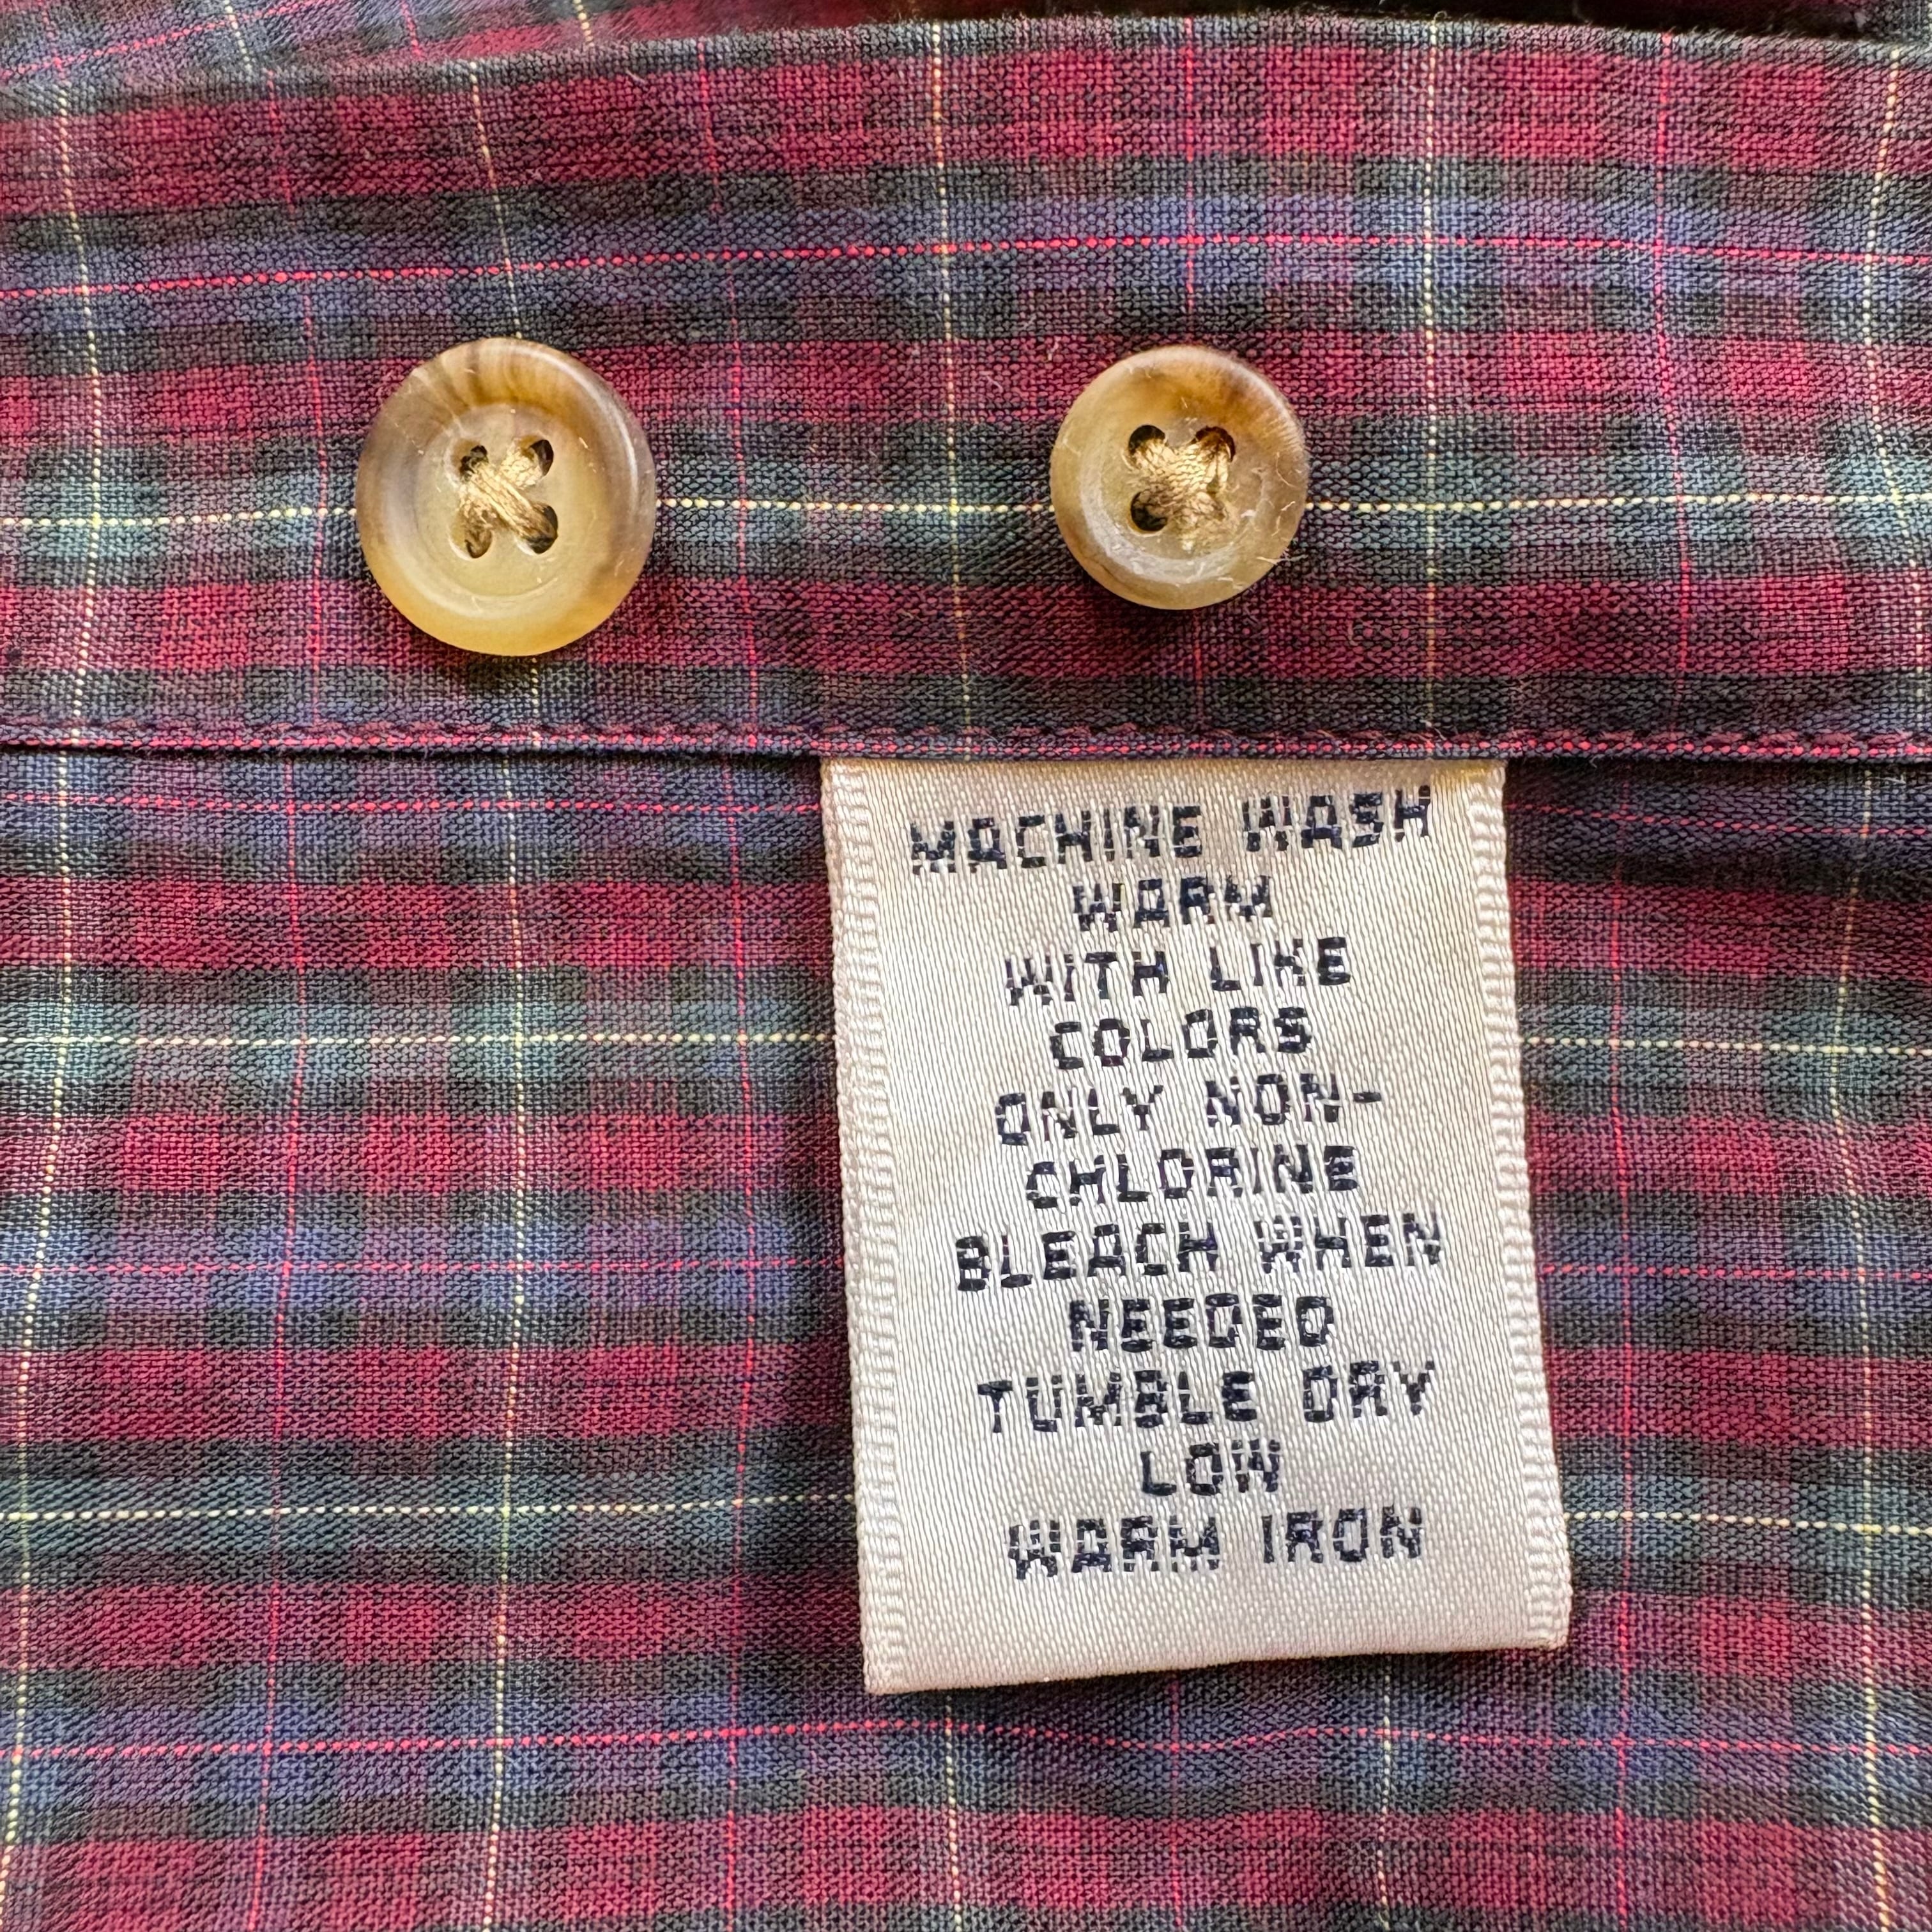 MACHINE WASH
WARM
WITH LIKE
COLORS
ONLY NON-
CHLORINE
BLEACH WHEN
NEEDED
TUMBLE DRY
LOW
WARM IRON